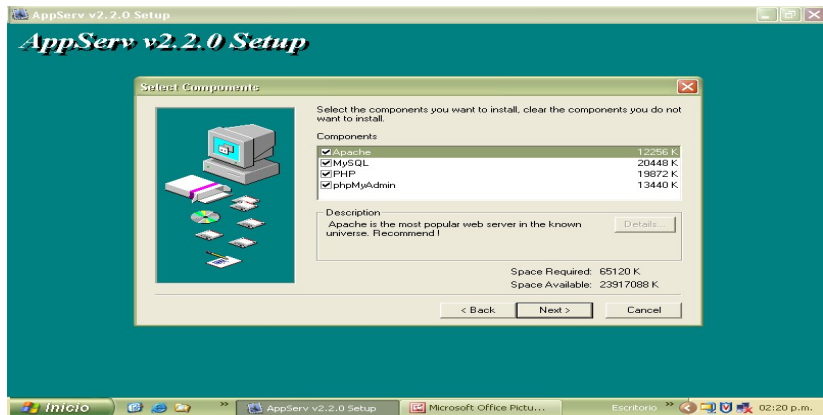 AppServ v2.2.0 Setup
AppServ v2.2.0 Setup
Select Components
Select the components you want to install, clear the components you do not
want to install.
Components
Apache 12256 K
MySQL 20448 K
PHP 19872 K
phpMyAdmin 13440 K
Description
Apache is the most popular web server in the known
universe. Recommend !
Details...
Space Required: 65120 K
Space Available: 23917088 K
< Back Next > Cancel
Inicio AppServ v2.2.0 Setup Microsoft Office Pictu... Escritorio 02:20 p.m.